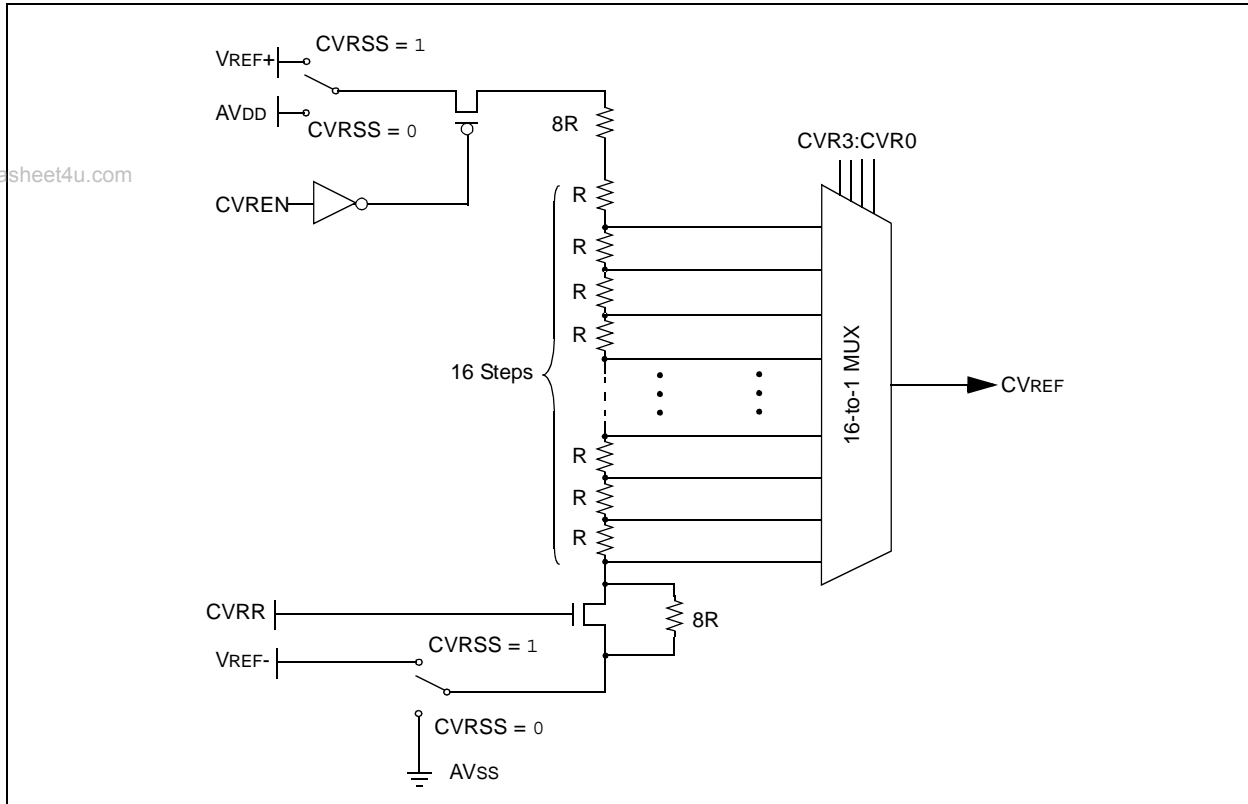 CVRSS = 1
VREF+
AVDD
CVRSS = 0
8R
CVR3:CVR0
asheet4u.com
CVREN
R
R
R
R
16 Steps
16-to-1 MUX
CVREF
R
R
R
CVRR
8R
CVRSS = 1
VREF-
CVRSS = 0
AVSS